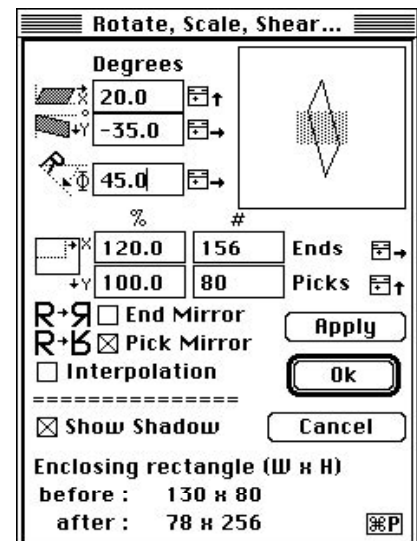 Rotate, Scale, Shear...
Degrees
X 20.0
Y -35.0
Φ 45.0
% #
X 120.0 156 Ends
Y 100.0 80 Picks
R R End Mirror
R R Pick Mirror
Apply
Interpolation
Ok
================
Show Shadow Cancel
Enclosing rectangle (W x H)
before : 130 x 80
after : 78 x 256 ⌘P